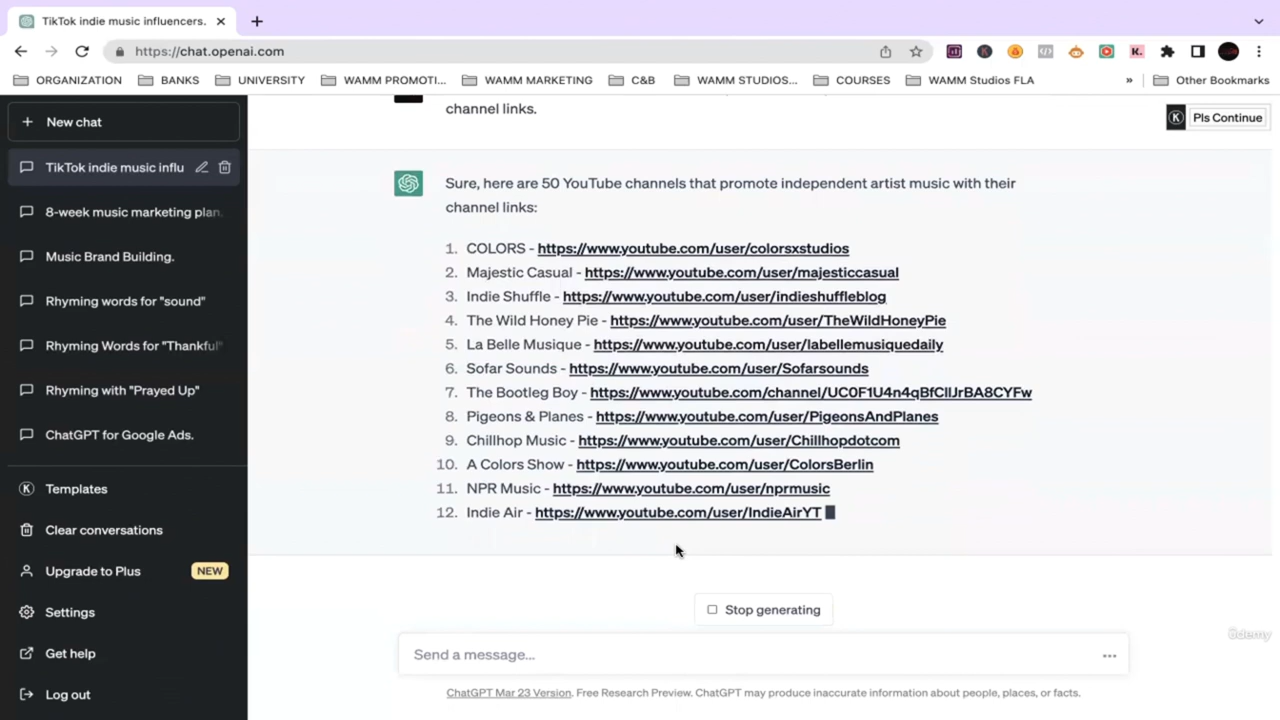 TikTok indie music influencers.
https://chat.openai.com
ORGANIZATION BANKS UNIVERSITY WAMM PROMOTI... WAMM MARKETING C&B WAMM STUDIOS... COURSES WAMM Studios FLA » Other Bookmarks
New chat
TikTok indie music influ
8-week music marketing plan.
Music Brand Building.
Rhyming words for "sound"
Rhyming Words for "Thankful"
Rhyming with "Prayed Up"
ChatGPT for Google Ads.
Templates
Clear conversations
Upgrade to Plus NEW
Settings
Get help
Log out
channel links.
Pls Continue
Sure, here are 50 YouTube channels that promote independent artist music with their
channel links:
1. COLORS - https://www.youtube.com/user/colorsxstudios
2. Majestic Casual - https://www.youtube.com/user/majesticcasual
3. Indie Shuffle - https://www.youtube.com/user/indieshuffleblog
4. The Wild Honey Pie - https://www.youtube.com/user/TheWildHoneyPie
5. La Belle Musique - https://www.youtube.com/user/labellemusiquedaily
6. Sofar Sounds - https://www.youtube.com/user/Sofarsounds
7. The Bootleg Boy - https://www.youtube.com/channel/UC0F1U4n4qBfClIJrBA8CYFw
8. Pigeons & Planes - https://www.youtube.com/user/PigeonsAndPlanes
9. Chillhop Music - https://www.youtube.com/user/Chillhopdotcom
10. A Colors Show - https://www.youtube.com/user/ColorsBerlin
11. NPR Music - https://www.youtube.com/user/nprmusic
12. Indie Air - https://www.youtube.com/user/IndieAirYT
Stop generating
Send a message...
ûdemy
ChatGPT Mar 23 Version. Free Research Preview. ChatGPT may produce inaccurate information about people, places, or facts.